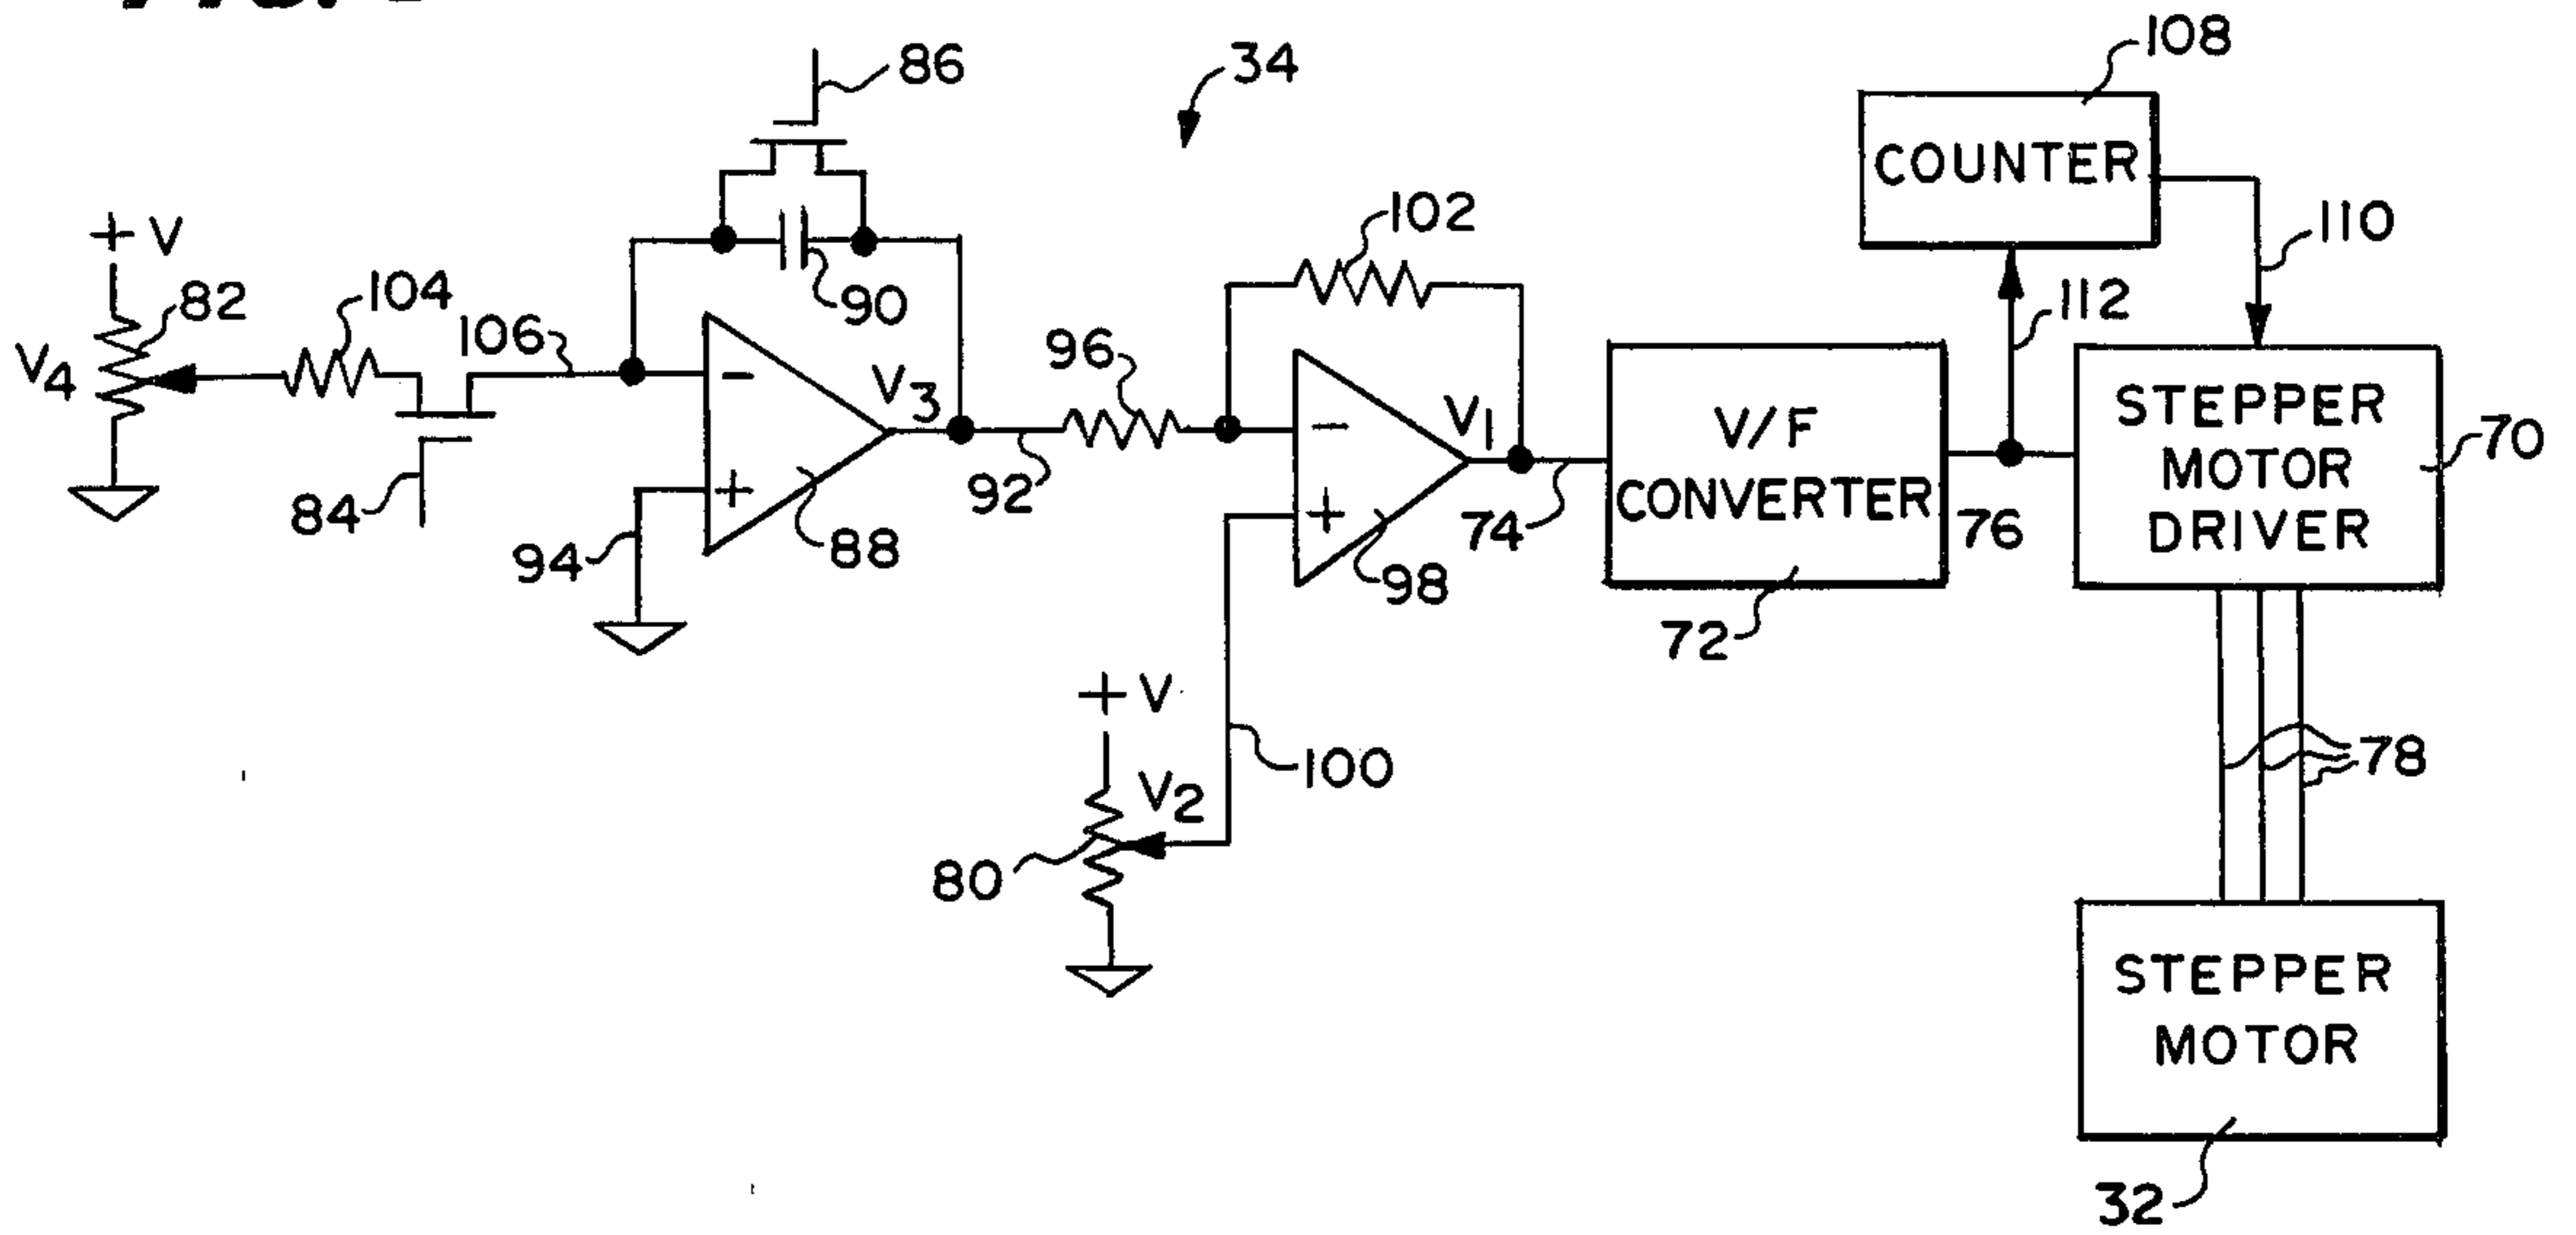 86
34
108
COUNTER
+ V
82
104
106
90
102
110
112
V4
96
V3
V1
V/F
CONVERTER
STEPPER
MOTOR
DRIVER
70
84
94
88
92
98
74
76
72
+ V
100
V2
78
80
STEPPER
MOTOR
32